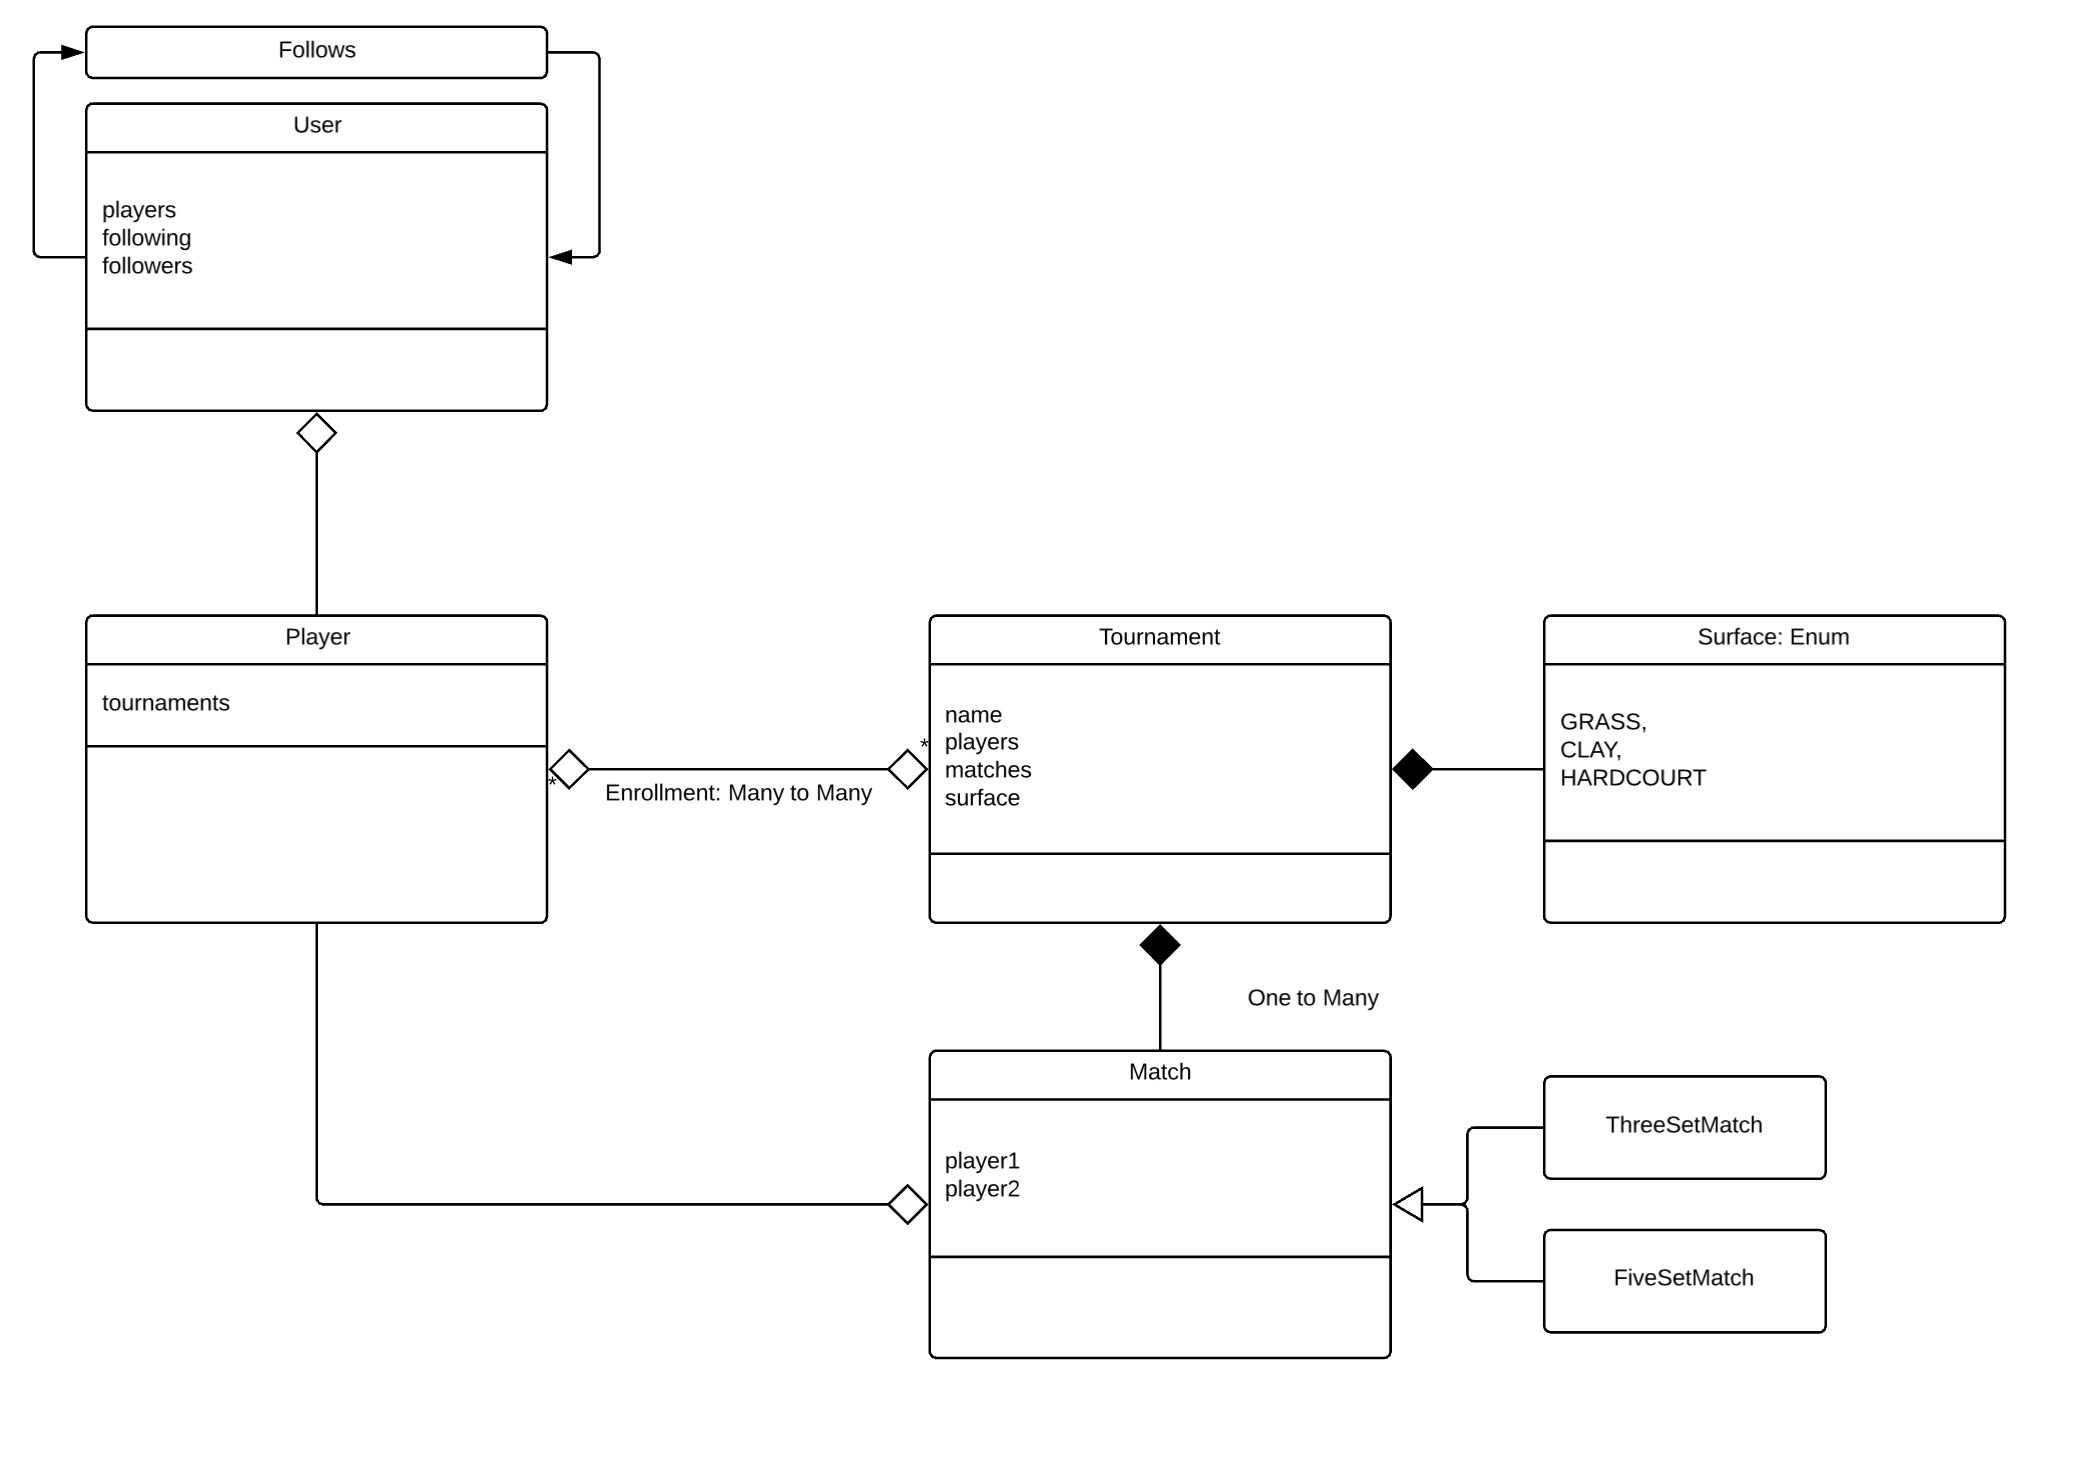 Follows
User
players
following
followers
Player
tournaments
*
Enrollment: Many to Many
*
Tournament
name
players
matches
surface
Surface: Enum
GRASS,
CLAY,
HARDCOURT
One to Many
Match
player1
player2
ThreeSetMatch
FiveSetMatch